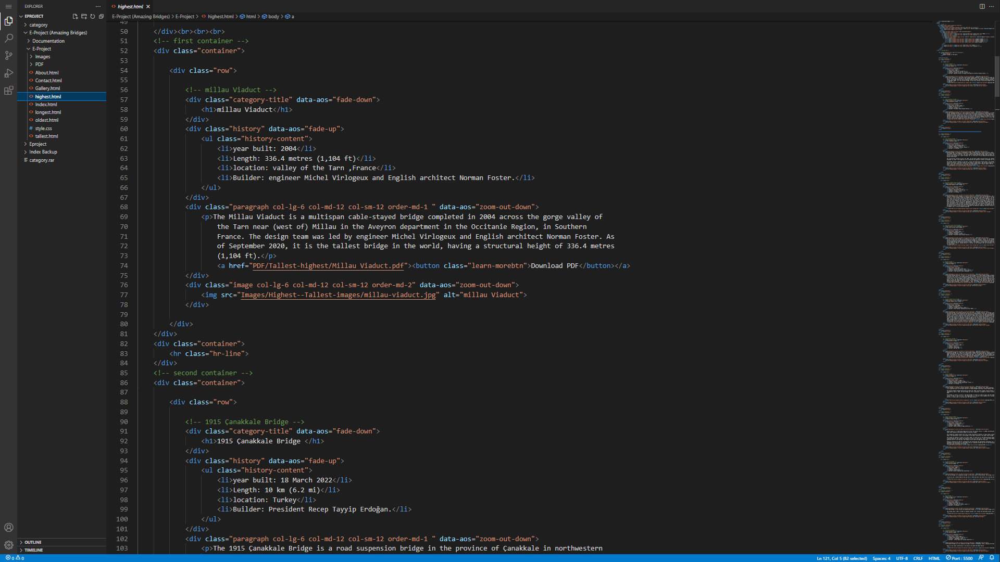 EXPLORER
highest.html
EPROJECT
E-Project (Amazing Bridges) > E-Project > highest.html > html > body > a
category
E-Project (Amazing Bridges)
Documentation
E-Project
Images
PDF
About.html
Contact.html
Gallery.html
highest.html
Index.html
longest.html
oldest.html
style.css
tallest.html
Eproject
Index Backup
category.rar
OUTLINE
TIMELINE
49
50 </div><br><br><br>
51 <!-- first container -->
52 <div class="container">
53
54 <div class="row">
55
56 <!-- millau Viaduct -->
57 <div class="category-title" data-aos="fade-down">
58 <h1>millau Viaduct</h1>
59 </div>
60 <div class="history" data-aos="fade-up">
61 <ul class="history-content">
62 <li>year built: 2004</li>
63 <li>Length: 336.4 metres (1,104 ft)</li>
64 <li>location: valley of the Tarn ,France</li>
65 <li>Builder: engineer Michel Virlogeux and English architect Norman Foster.</li>
66 </ul>
67 </div>
68 <div class="paragraph col-lg-6 col-md-12 col-sm-12 order-md-1 " data-aos="zoom-out-down">
69 <p>The Millau Viaduct is a multispan cable-stayed bridge completed in 2004 across the gorge valley of
70 the Tarn near (west of) Millau in the Aveyron department in the Occitanie Region, in Southern
71 France. The design team was led by engineer Michel Virlogeux and English architect Norman Foster. As
72 of September 2020, it is the tallest bridge in the world, having a structural height of 336.4 metres
73 (1,104 ft).</p>
74 <a href="PDF/Tallest-highest/Millau Viaduct.pdf"><button class="learn-morebtn">Download PDF</button></a>
75 </div>
76 <div class="image col-lg-6 col-md-12 col-sm-12 order-md-2" data-aos="zoom-out-down">
77 <img src="Images/Highest--Tallest-images/millau-viaduct.jpg" alt="millau Viaduct">
78 </div>
79
80 </div>
81 </div>
82 <div class="container">
83 <hr class="hr-line">
84 </div>
85 <!-- second container -->
86 <div class="container">
87
88 <div class="row">
89
90 <!-- 1915 Çanakkale Bridge -->
91 <div class="category-title" data-aos="fade-down">
92 <h1>1915 Çanakkale Bridge </h1>
93 </div>
94 <div class="history" data-aos="fade-up">
95 <ul class="history-content">
96 <li>year built: 18 March 2022</li>
97 <li>Length: 10 km (6.2 mi)</li>
98 <li>location: Turkey</li>
99 <li>Builder: President Recep Tayyip Erdoğan.</li>
100 </ul>
101 </div>
102 <div class="paragraph col-lg-6 col-md-12 col-sm-12 order-md-1 " data-aos="zoom-out-down">
103 <p>The 1915 Çanakkale Bridge is a road suspension bridge in the province of Çanakkale in northwestern
0 0
Ln 121, Col 5 (82 selected) Spaces: 4 UTF-8 CRLF HTML Port : 5500